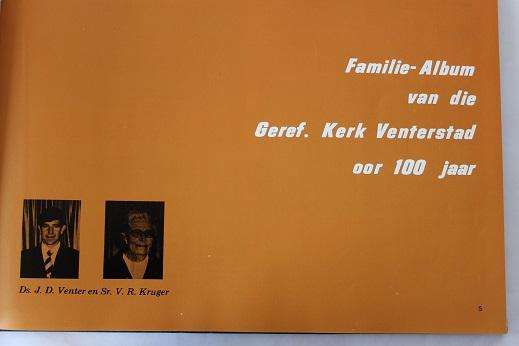 Familie-Album
van die
Geref. Kerk Venterstad
oor 100 jaar
Ds. J. D. Venter en Sr. V. R. Kruger
5